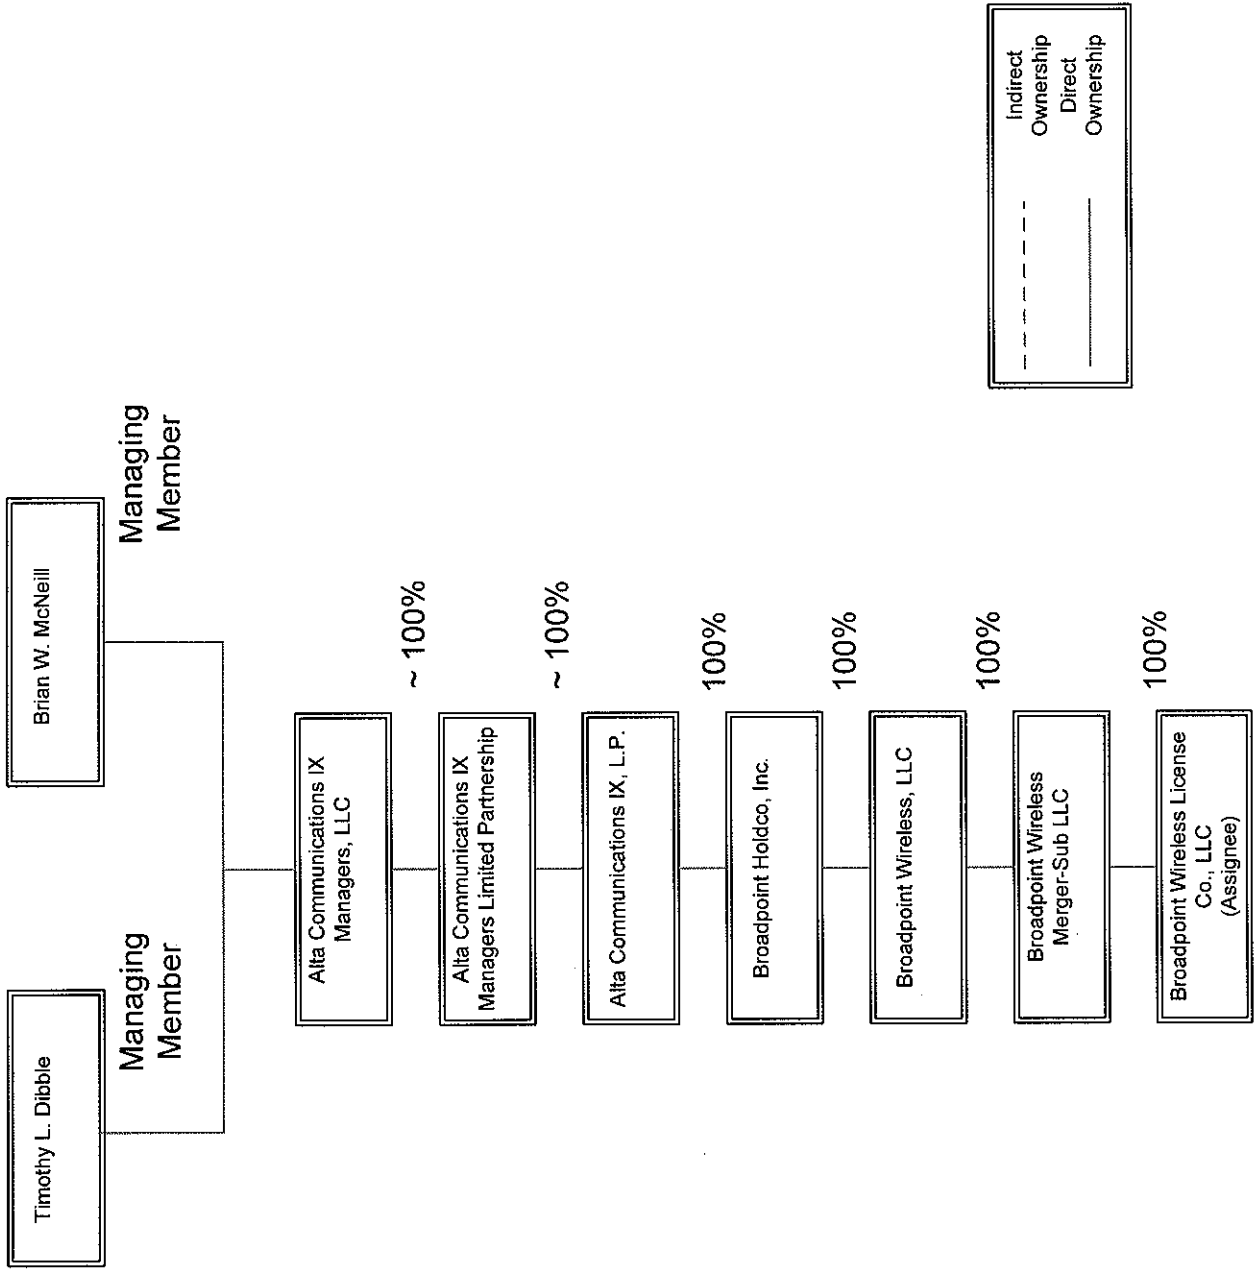 Timothy L. Dibble
Brian W. McNeill
Managing
Member
Managing
Member
Alta Communications IX
Managers, LLC
~ 100%
Alta Communications IX
Managers Limited Partnership
~ 100%
Alta Communications IX, L.P.
100%
Broadpoint Holdco, Inc.
100%
Broadpoint Wireless, LLC
100%
Broadpoint Wireless
Merger-Sub LLC
100%
Broadpoint Wireless License
Co., LLC
(Assignee)
Indirect
Ownership
Direct
Ownership